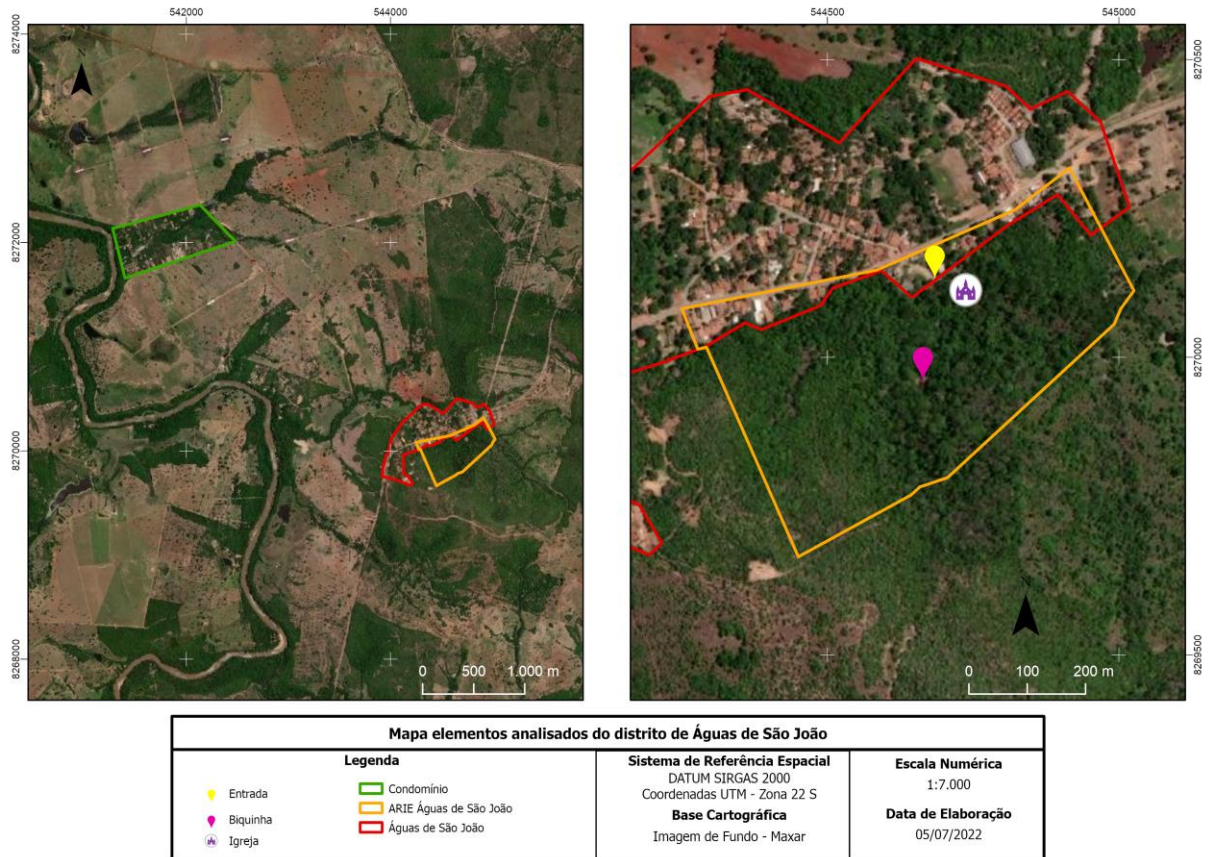 542000
544000
544500
545000
8274000
8272000
8270000
8268000
8270500
8270000
8269500
0 500 1.000 m
0 100 200 m
Mapa elementos analisados do distrito de Águas de São João
Legenda
Entrada
Biquinha
Igreja
Condomínio
ARIE Águas de São João
Águas de São João
Sistema de Referência Espacial
DATUM SIRGAS 2000
Coordenadas UTM - Zona 22 S
Base Cartográfica
Imagem de Fundo - Maxar
Escala Numérica
1:7.000
Data de Elaboração
05/07/2022